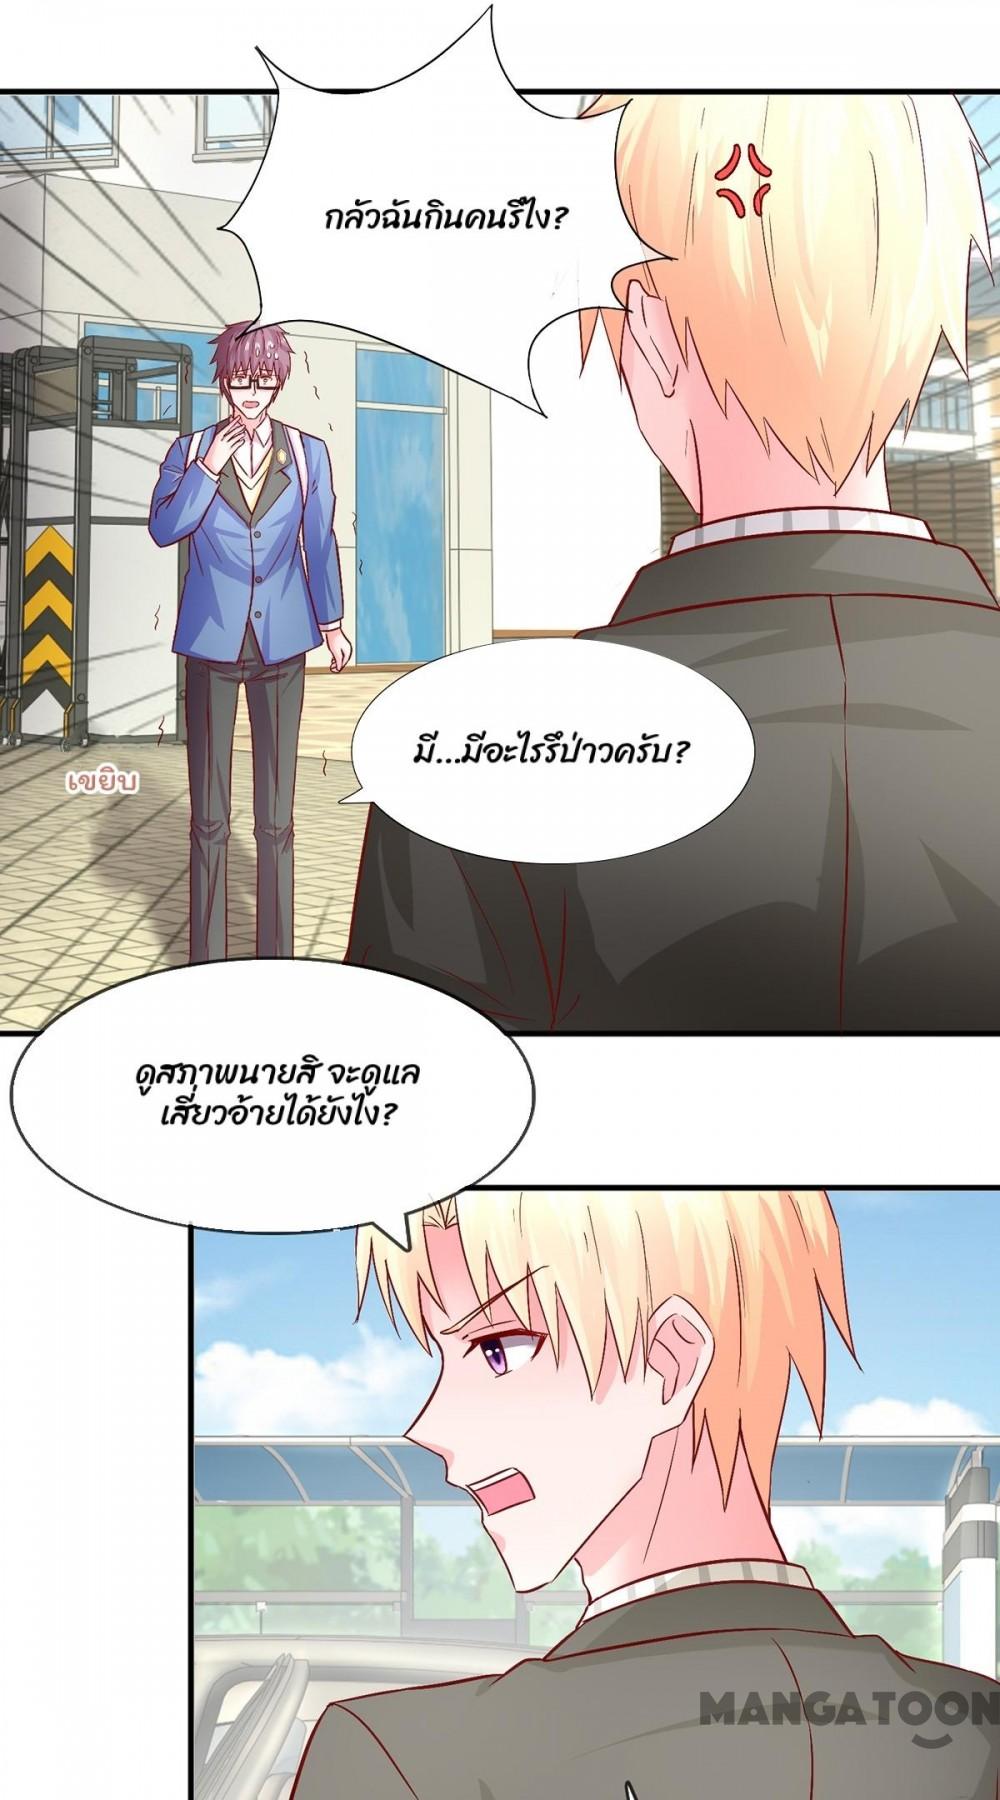 กลัวฉันกินคนรึไง?
มี...มีอะไรรึป่าวครับ?
เขยิบ
ดูสภาพนายสิ จะดูแล
เสี่ยวอ้ายได้ยังไง?
MANGATOON